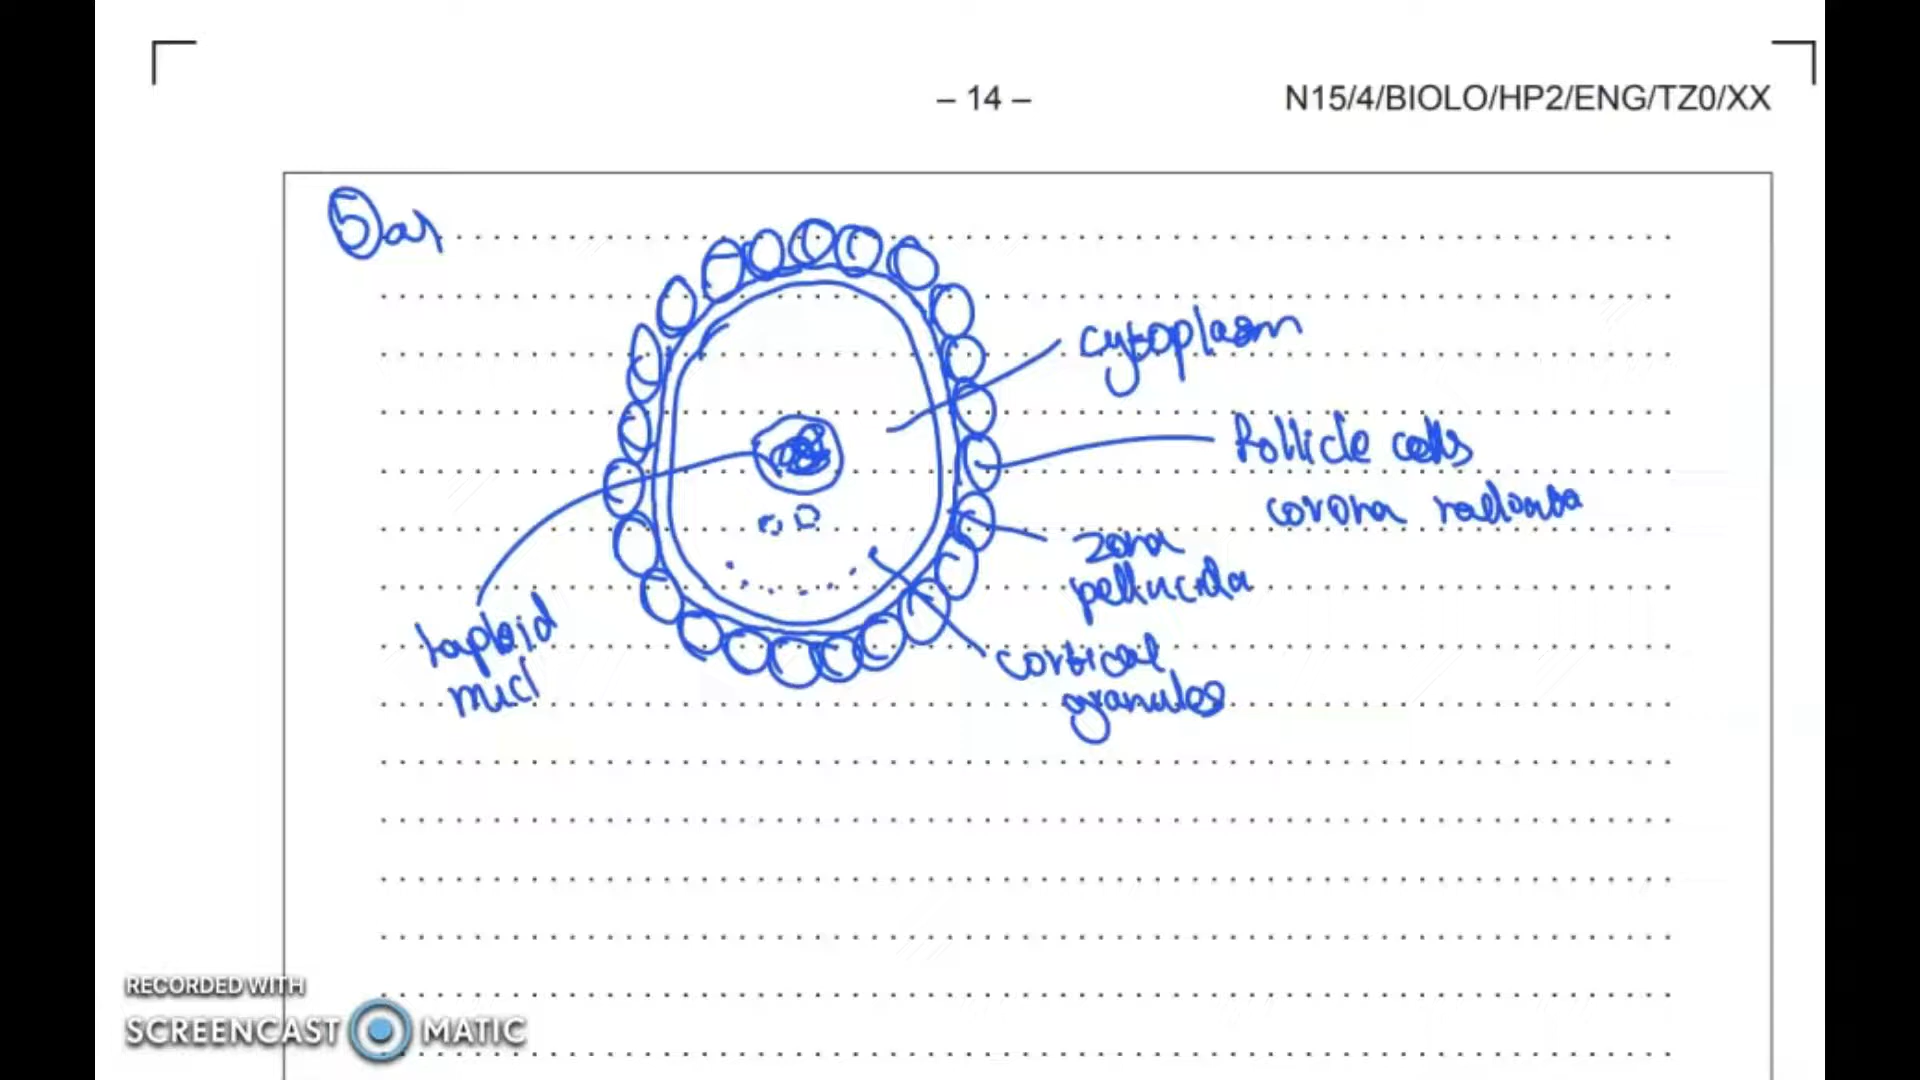 – 14 –
N15/4/BIOLO/HP2/ENG/TZ0/XX
5 a)
cytoplasm
follicle cells
corona radiata
zona
pellucida
haploid
nucl
cortical
granules
RECORDED WITH
SCREENCAST MATIC